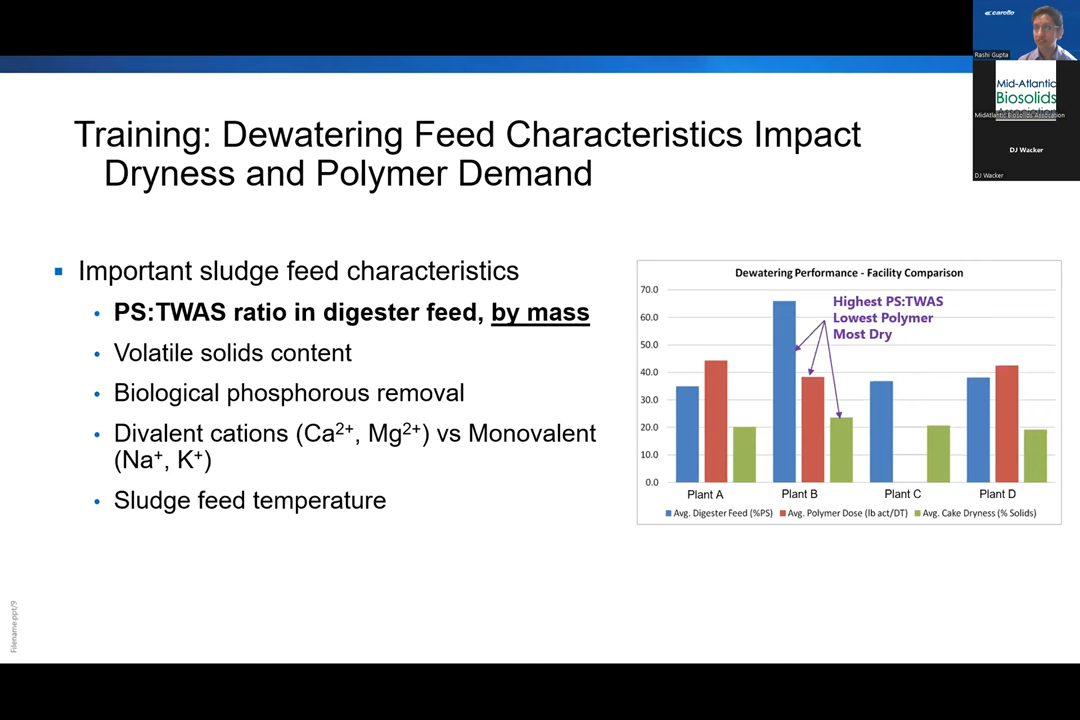 carollo
Rashi Gupta
Mid-Atlantic
Biosolids
Association
MidAtlantic Biosolids Association
DJ Wacker
DJ Wacker
Training: Dewatering Feed Characteristics Impact
Dryness and Polymer Demand
Important sludge feed characteristics
PS:TWAS ratio in digester feed, by mass
Volatile solids content
Biological phosphorous removal
Divalent cations (Ca²⁺, Mg²⁺) vs Monovalent
(Na⁺, K⁺)
Sludge feed temperature
Dewatering Performance - Facility Comparison
70.0
60.0
50.0
40.0
30.0
20.0
10.0
0.0
Highest PS:TWAS
Lowest Polymer
Most Dry
Plant A Plant B Plant C Plant D
Avg. Digester Feed (%PS) Avg. Polymer Dose (lb act/DT) Avg. Cake Dryness (% Solids)
Filename.ppt/9